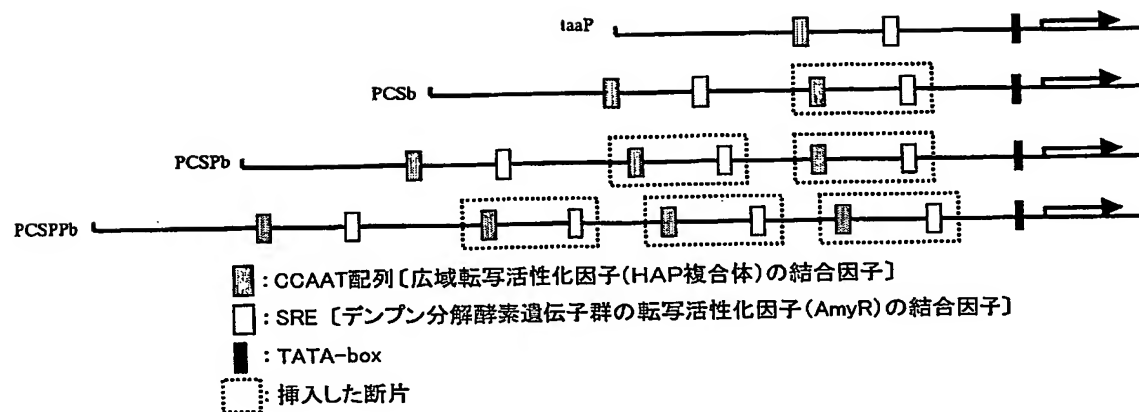 taaP
PCSb
PCSPb
PCSPPb
:CCAAT配列〔広域転写活性化因子(HAP複合体)の結合因子〕
:SRE〔デンプン分解酵素遺伝子群の転写活性化因子(AmyR)の結合因子〕
:TATA-box
:挿入した断片